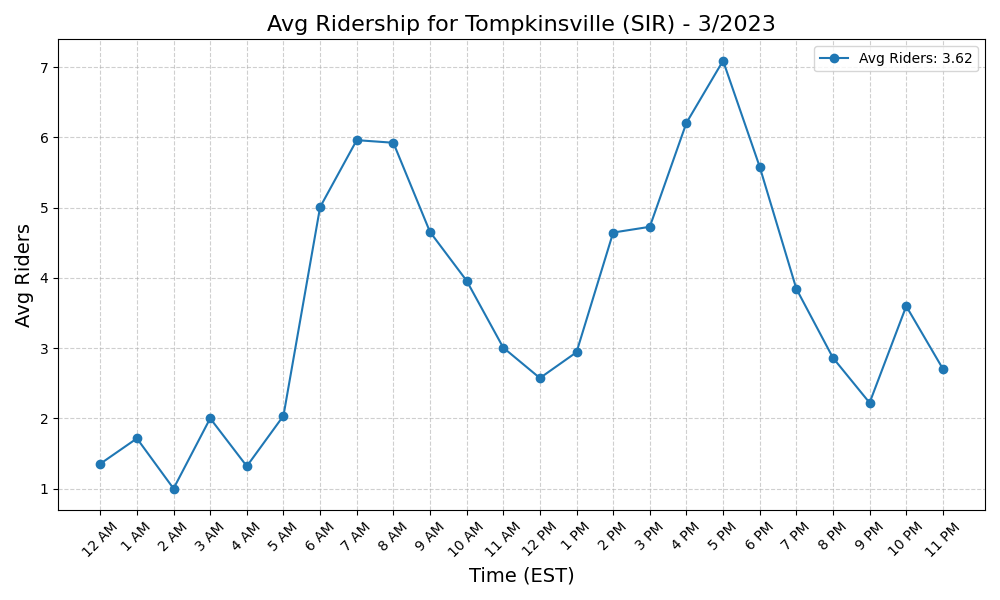 Avg Ridership for Tompkinsville (SIR) - 3/2023
Avg Riders: 3.62
Avg Riders
7
6
5
4
3
2
1
12 AM
1 AM
2 AM
3 AM
4 AM
5 AM
6 AM
7 AM
8 AM
9 AM
10 AM
11 AM
12 PM
1 PM
2 PM
3 PM
4 PM
5 PM
6 PM
7 PM
8 PM
9 PM
10 PM
11 PM
Time (EST)